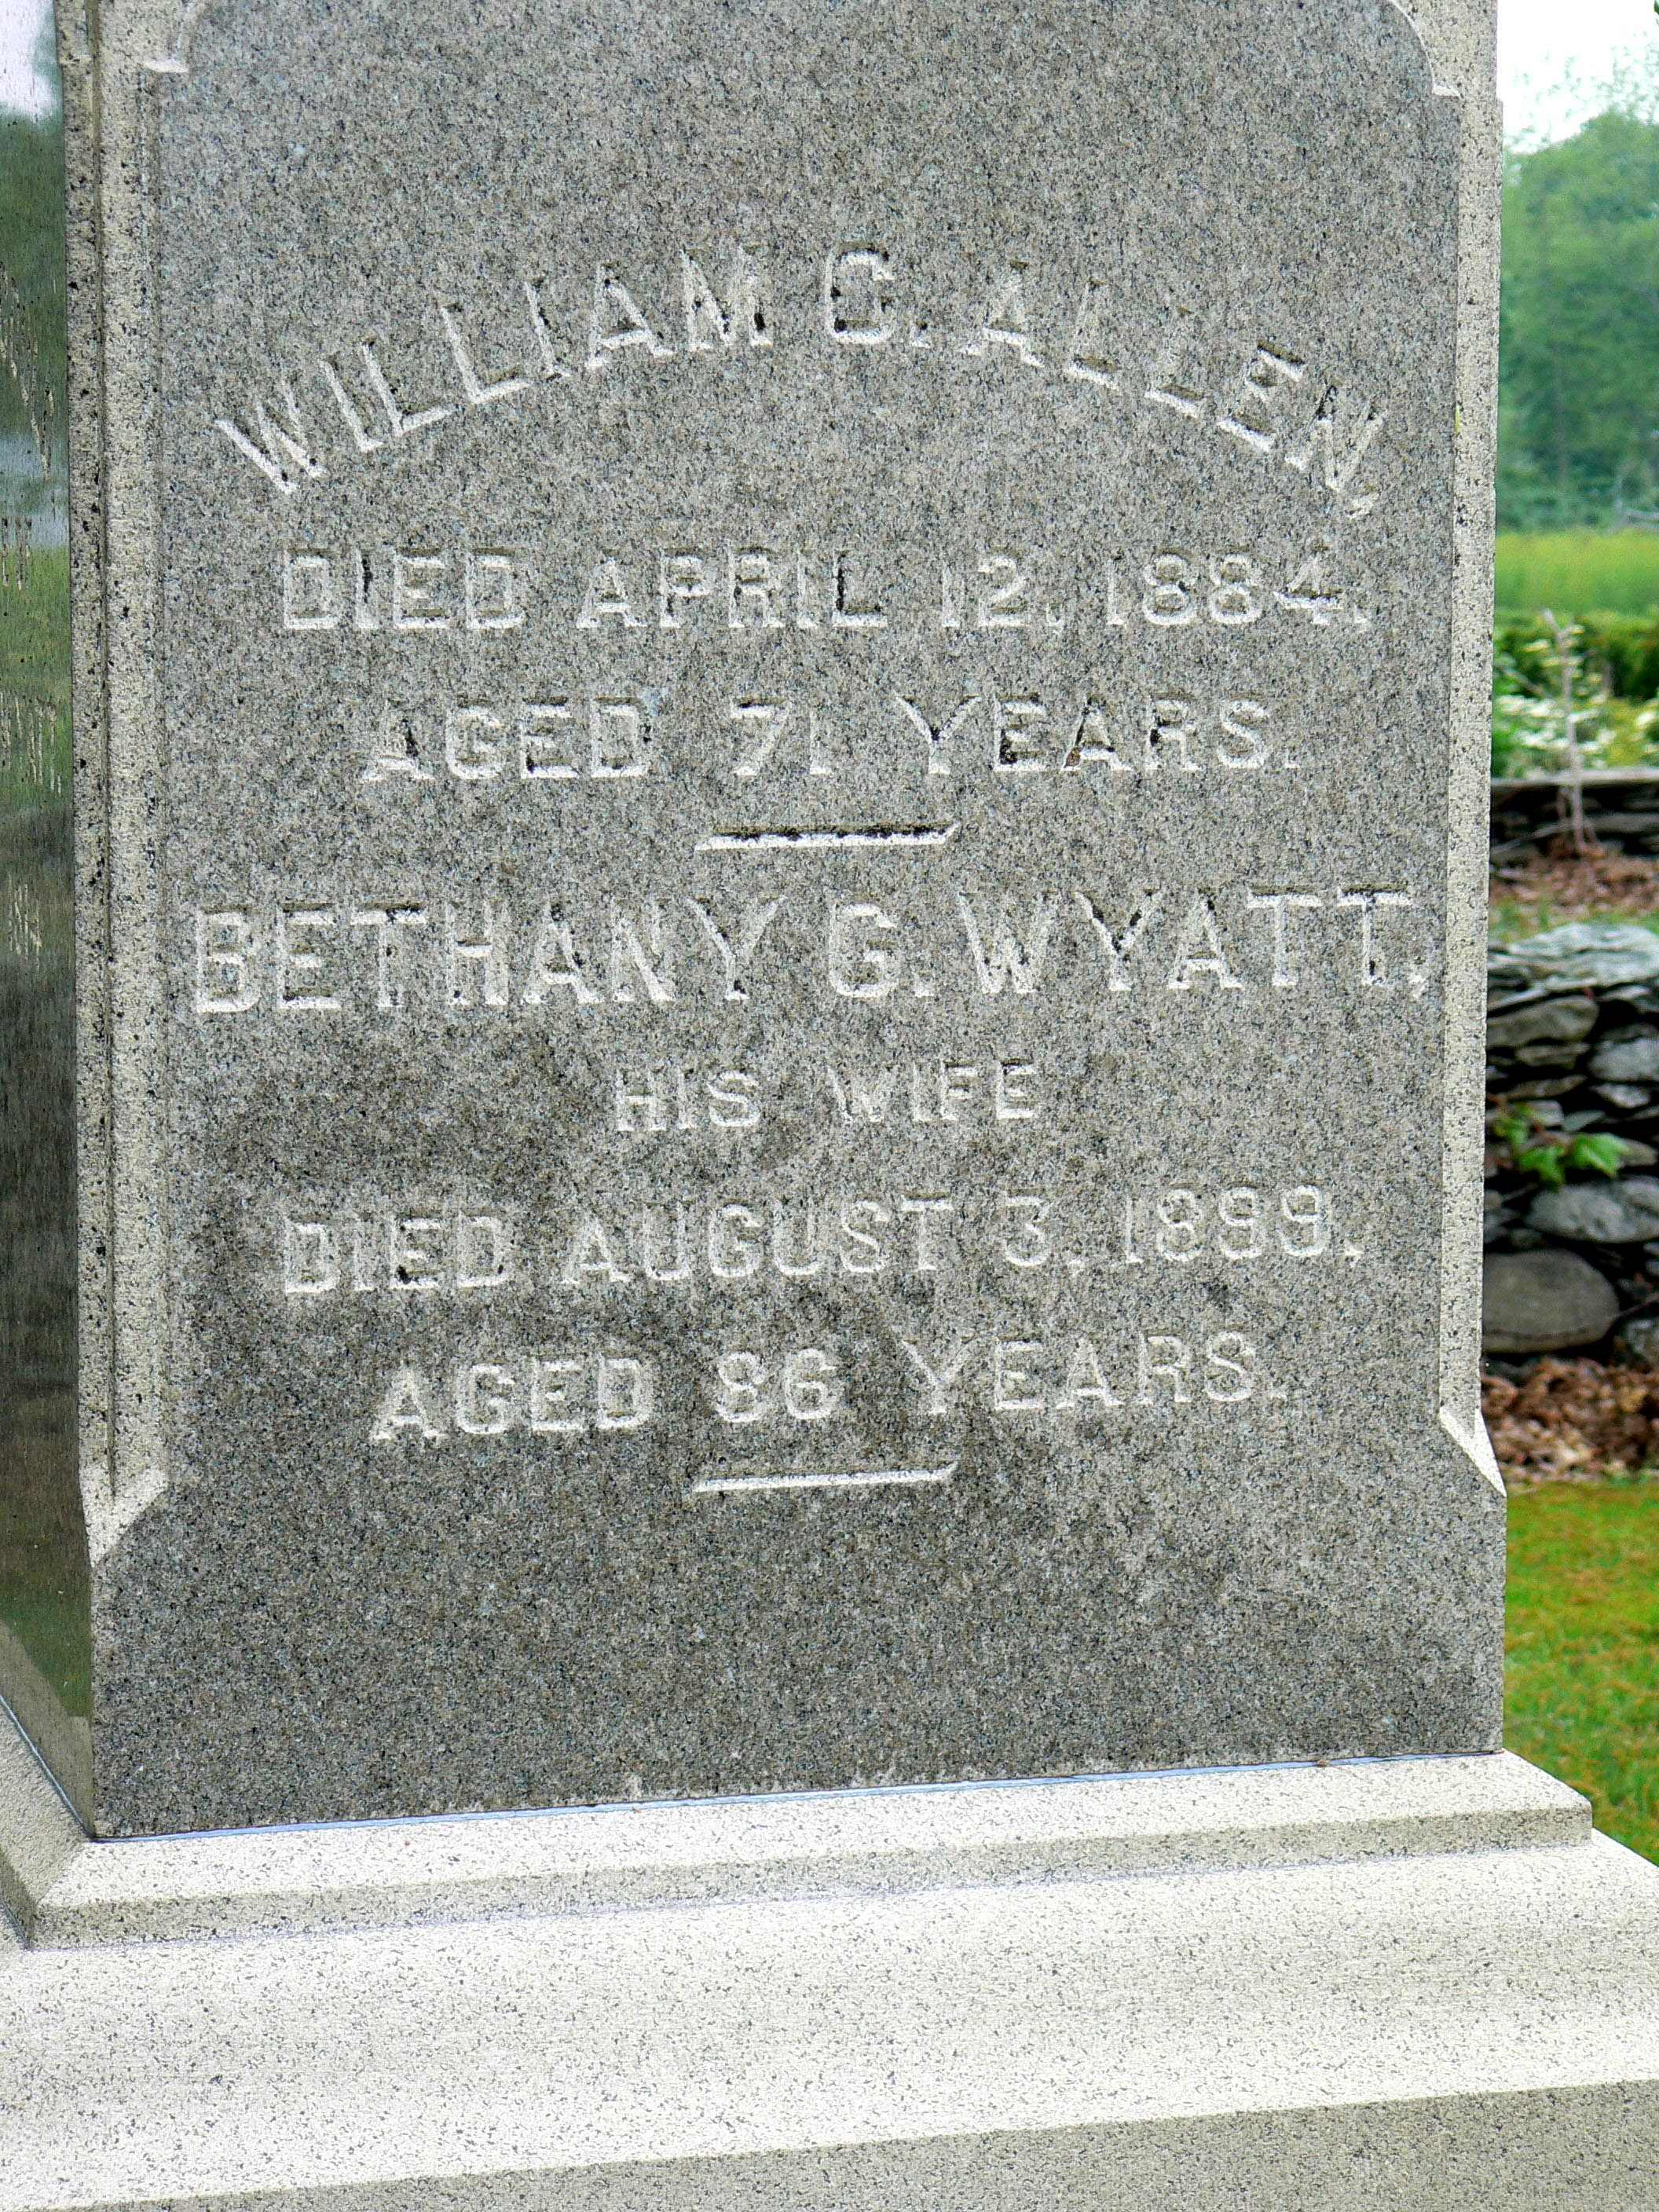 WILLIAM C. ALLEN,
DIED APRIL 12, 1884.
AGED 71 YEARS.
BETHANY G. WYATT,
HIS WIFE
DIED AUGUST 3, 1899,
AGED 86 YEARS.